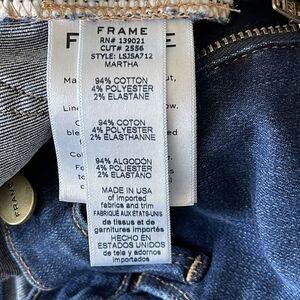 FRAME
RN# 139021
CUT# 2556
STYLE: LSJSA712
MARTHA
94% COTTON
4% POLYESTER
2% ELASTANE
94% COTON
4% POLYESTER
2% ELASTHANNE
94% ALGODÓN
4% POLIESTER
2% ELASTANO
MADE IN USA
of imported
fabrics and trim
FABRIQUÉ AUX ÉTATS-UNIS
de tissus et de
garnitures importés
HECHO EN
ESTADOS UNIDOS
de tela y adornos
importados
FRAME